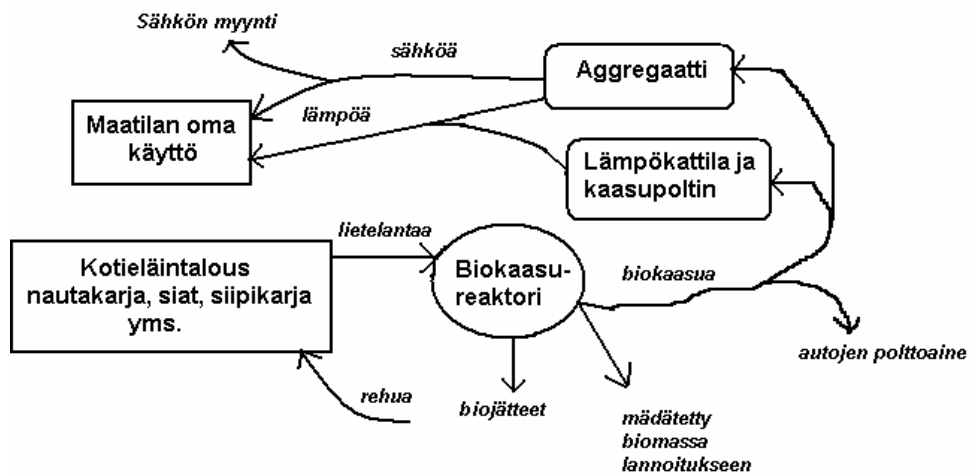 Sähkön myynti
sähköä
Aggregaatti
lämpöä
Maatilan oma
käyttö
Lämpökattila ja
kaasupoltin
lietelantaa
Kotieläintalous
nautakarja, siat, siipikarja
yms.
Biokaasu-
reaktori
biokaasua
autojen polttoaine
rehua
biojätteet
mädätetty
biomassa
lannoitukseen